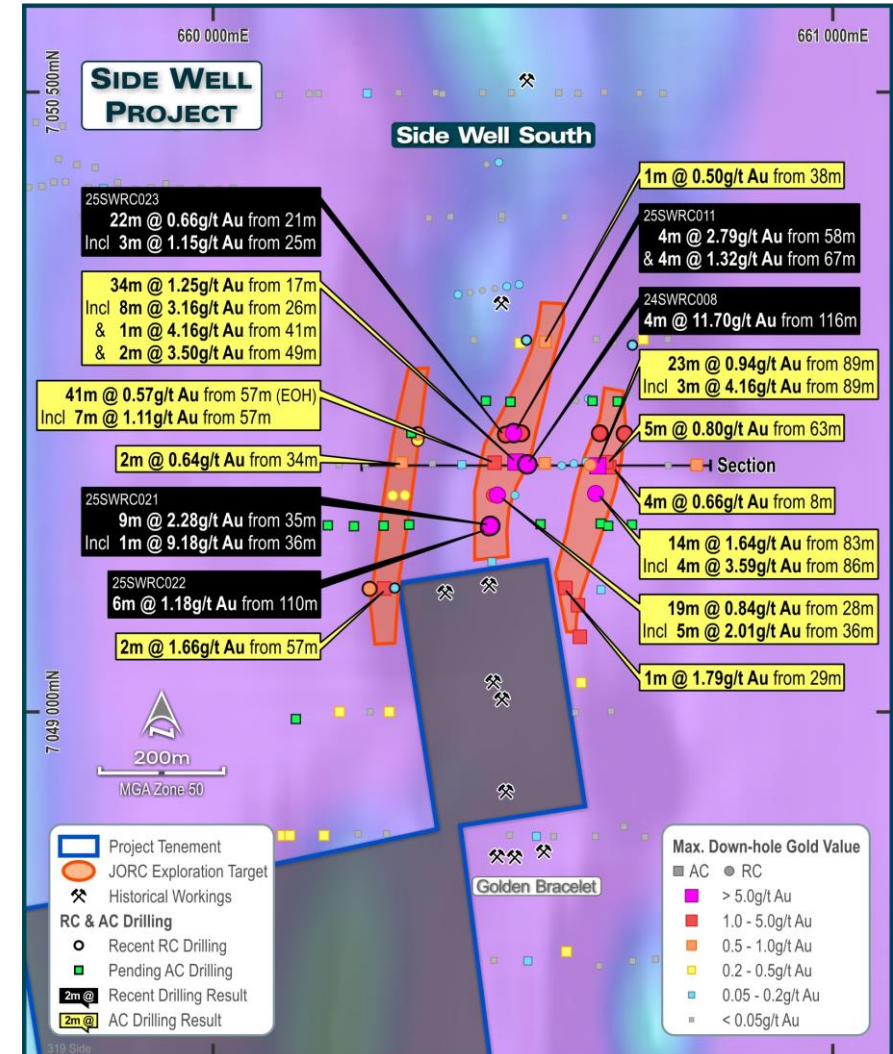 660 000mE
661 000mE
7 050 500mN
SIDE WELL
PROJECT
Side Well South
25SWRC023
22m @ 0.66g/t Au from 21m
Incl 3m @ 1.15g/t Au from 25m
34m @ 1.25g/t Au from 17m
Incl 8m @ 3.16g/t Au from 26m
& 1m @ 4.16g/t Au from 41m
& 2m @ 3.50g/t Au from 49m
41m @ 0.57g/t Au from 57m (EOH)
Incl 7m @ 1.11g/t Au from 57m
2m @ 0.64g/t Au from 34m
25SWRC021
9m @ 2.28g/t Au from 35m
Incl 1m @ 9.18g/t Au from 36m
25SWRC022
6m @ 1.18g/t Au from 110m
2m @ 1.66g/t Au from 57m
1m @ 0.50g/t Au from 38m
25SWRC011
4m @ 2.79g/t Au from 58m
& 4m @ 1.32g/t Au from 67m
24SWRC008
4m @ 11.70g/t Au from 116m
23m @ 0.94g/t Au from 89m
Incl 3m @ 4.16g/t Au from 89m
5m @ 0.80g/t Au from 63m
Section
4m @ 0.66g/t Au from 8m
14m @ 1.64g/t Au from 83m
Incl 4m @ 3.59g/t Au from 86m
19m @ 0.84g/t Au from 28m
Incl 5m @ 2.01g/t Au from 36m
1m @ 1.79g/t Au from 29m
7 049 000mN
N
200m
MGA Zone 50
Golden Bracelet
Project Tenement
JORC Exploration Target
Historical Workings
RC & AC Drilling
Recent RC Drilling
Pending AC Drilling
2m @ Recent Drilling Result
2m @ AC Drilling Result
Max. Down-hole Gold Value
AC RC
> 5.0g/t Au
1.0 - 5.0g/t Au
0.5 - 1.0g/t Au
0.2 - 0.5g/t Au
0.05 - 0.2g/t Au
< 0.05g/t Au
319 Side